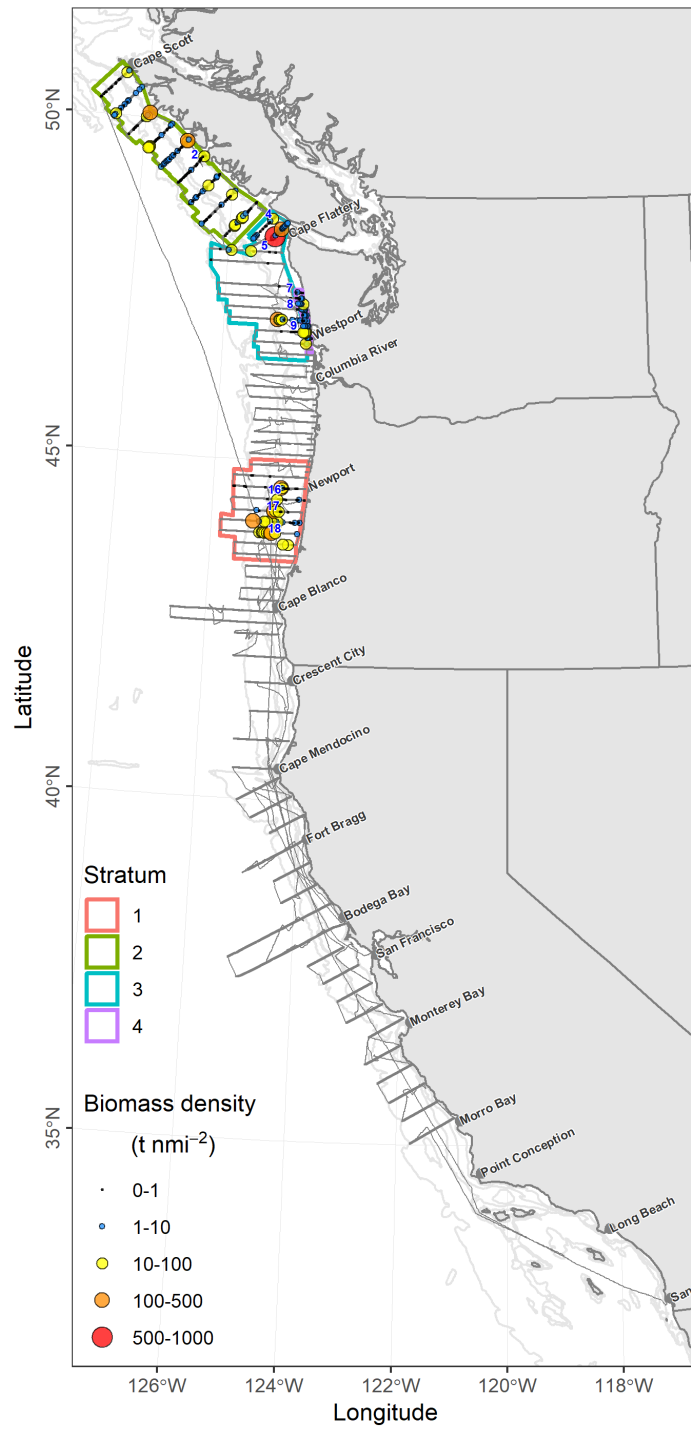 Cape Scott
50°N
2
4
Cape Flattery
5
7
8
Westport
9
Columbia River
45°N
Newport
16
17
18
Cape Blanco
Latitude
Crescent City
Cape Mendocino
40°N
Fort Bragg
Stratum
1
2
3
4
Bodega Bay
San Francisco
Monterey Bay
Biomass density
(t nmi−2)
0-1
1-10
10-100
100-500
500-1000
Morro Bay
35°N
Point Conception
Long Beach
San
126°W
124°W
122°W
120°W
118°W
Longitude